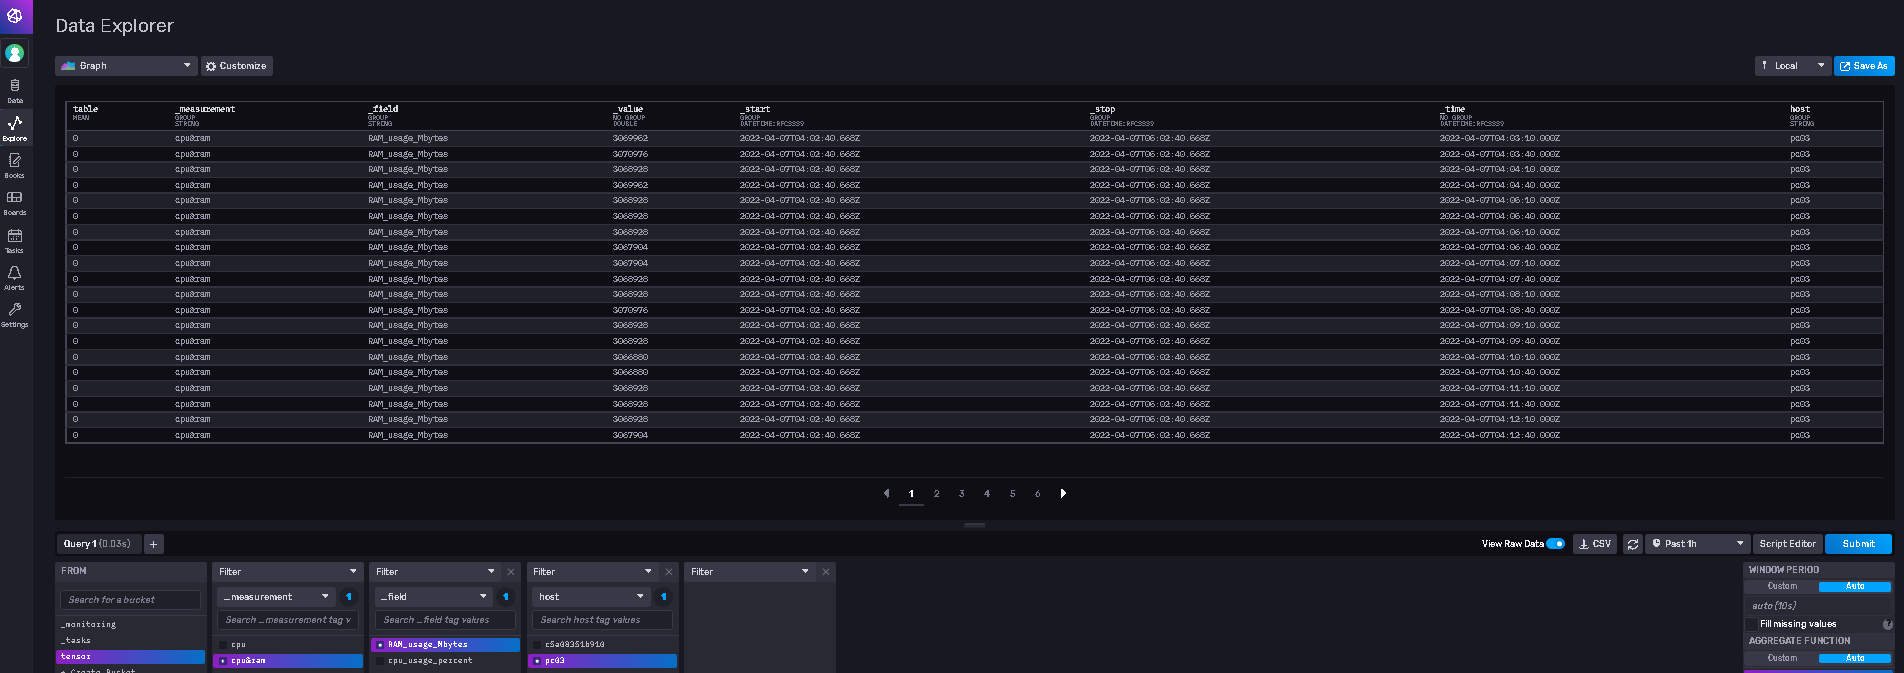 Data Explorer
Graph
Customize
Local
Save As
Data
Explore
Books
Boards
Tasks
Alerts
Settings
table _measurement _field _value _start _stop _time host
MEAN GROUP GROUP NO GROUP GROUP GROUP NO GROUP GROUP
STRING STRING DOUBLE DATETIME:RFC3339 DATETIME:RFC3339 DATETIME:RFC3339 STRING
0 cpu&ram RAM_usage_Mbytes 3069952 2022-04-07T04:02:40.668Z 2022-04-07T06:02:40.668Z 2022-04-07T04:03:10.000Z pc03
0 cpu&ram RAM_usage_Mbytes 3070976 2022-04-07T04:02:40.668Z 2022-04-07T06:02:40.668Z 2022-04-07T04:03:40.000Z pc03
0 cpu&ram RAM_usage_Mbytes 3068928 2022-04-07T04:02:40.668Z 2022-04-07T06:02:40.668Z 2022-04-07T04:04:10.000Z pc03
0 cpu&ram RAM_usage_Mbytes 3069952 2022-04-07T04:02:40.668Z 2022-04-07T06:02:40.668Z 2022-04-07T04:04:40.000Z pc03
0 cpu&ram RAM_usage_Mbytes 3068928 2022-04-07T04:02:40.668Z 2022-04-07T06:02:40.668Z 2022-04-07T04:05:10.000Z pc03
0 cpu&ram RAM_usage_Mbytes 3068928 2022-04-07T04:02:40.668Z 2022-04-07T06:02:40.668Z 2022-04-07T04:05:40.000Z pc03
0 cpu&ram RAM_usage_Mbytes 3068928 2022-04-07T04:02:40.668Z 2022-04-07T06:02:40.668Z 2022-04-07T04:06:10.000Z pc03
0 cpu&ram RAM_usage_Mbytes 3067904 2022-04-07T04:02:40.668Z 2022-04-07T06:02:40.668Z 2022-04-07T04:06:40.000Z pc03
0 cpu&ram RAM_usage_Mbytes 3067904 2022-04-07T04:02:40.668Z 2022-04-07T06:02:40.668Z 2022-04-07T04:07:10.000Z pc03
0 cpu&ram RAM_usage_Mbytes 3068928 2022-04-07T04:02:40.668Z 2022-04-07T06:02:40.668Z 2022-04-07T04:07:40.000Z pc03
0 cpu&ram RAM_usage_Mbytes 3068928 2022-04-07T04:02:40.668Z 2022-04-07T06:02:40.668Z 2022-04-07T04:08:10.000Z pc03
0 cpu&ram RAM_usage_Mbytes 3070976 2022-04-07T04:02:40.668Z 2022-04-07T06:02:40.668Z 2022-04-07T04:08:40.000Z pc03
0 cpu&ram RAM_usage_Mbytes 3068928 2022-04-07T04:02:40.668Z 2022-04-07T06:02:40.668Z 2022-04-07T04:09:10.000Z pc03
0 cpu&ram RAM_usage_Mbytes 3068928 2022-04-07T04:02:40.668Z 2022-04-07T06:02:40.668Z 2022-04-07T04:09:40.000Z pc03
0 cpu&ram RAM_usage_Mbytes 3066880 2022-04-07T04:02:40.668Z 2022-04-07T06:02:40.668Z 2022-04-07T04:10:10.000Z pc03
0 cpu&ram RAM_usage_Mbytes 3066880 2022-04-07T04:02:40.668Z 2022-04-07T06:02:40.668Z 2022-04-07T04:10:40.000Z pc03
0 cpu&ram RAM_usage_Mbytes 3068928 2022-04-07T04:02:40.668Z 2022-04-07T06:02:40.668Z 2022-04-07T04:11:10.000Z pc03
0 cpu&ram RAM_usage_Mbytes 3068928 2022-04-07T04:02:40.668Z 2022-04-07T06:02:40.668Z 2022-04-07T04:11:40.000Z pc03
0 cpu&ram RAM_usage_Mbytes 3068928 2022-04-07T04:02:40.668Z 2022-04-07T06:02:40.668Z 2022-04-07T04:12:10.000Z pc03
0 cpu&ram RAM_usage_Mbytes 3067904 2022-04-07T04:02:40.668Z 2022-04-07T06:02:40.668Z 2022-04-07T04:12:40.000Z pc03
1 2 3 4 5 6
Query 1 (0.03s) +
View Raw Data CSV Past 1h Script Editor Submit
FROM
Search for a bucket
_monitoring
_tasks
tensor
+ Create Bucket
Filter
_measurement 1
Search _measurement tag v
cpu
cpu&ram
Filter
_field 1
Search _field tag values
RAM_usage_Mbytes
cpu_usage_percent
Filter
host 1
Search host tag values
c5a08351b910
pc03
Filter
WINDOW PERIOD
Custom Auto
auto (10s)
Fill missing values ?
AGGREGATE FUNCTION
Custom Auto